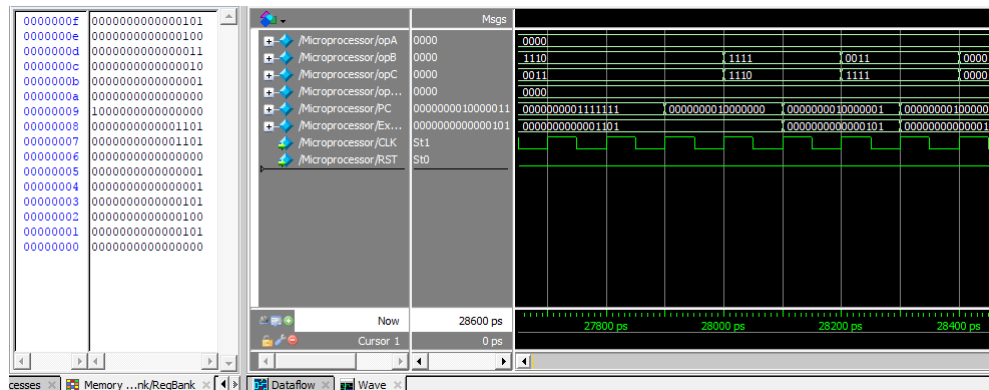 0000000f 0000000000000101
0000000e 0000000000000100
0000000d 0000000000000011
0000000c 0000000000000010
0000000b 0000000000000001
0000000a 0000000000000000
00000009 1000000000000000
00000008 0000000000001101
00000007 0000000000001101
00000006 0000000000000000
00000005 0000000000000001
00000004 0000000000000001
00000003 0000000000000101
00000002 0000000000000100
00000001 0000000000000101
00000000 0000000000000000
Msgs
/Microprocessor/opA 0000 0000
/Microprocessor/opB 0000 1110 1111 0011 0000
/Microprocessor/opC 0000 0011 1110 1111 0000
/Microprocessor/op... 0000 0000
/Microprocessor/PC 0000000010000011 0000000001111111 0000000010000000 0000000010000001 00000000100000
/Microprocessor/Ex... 0000000000000101 0000000000001101 0000000000000101 00000000000001
/Microprocessor/CLK St1
/Microprocessor/RST St0
Now 28600 ps 27800 ps 28000 ps 28200 ps 28400 ps
Cursor 1 0 ps
cesses Memory ...nk/RegBank Dataflow Wave